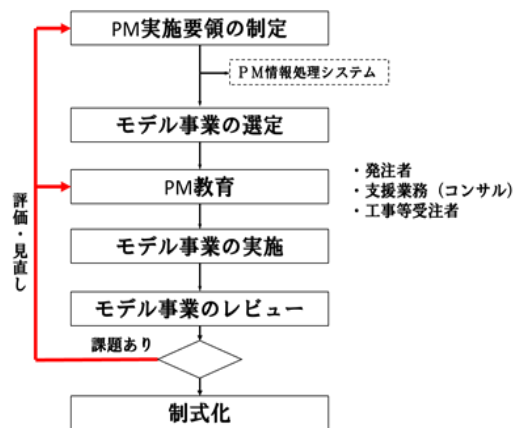 PM実施要領の制定
ＰＭ情報処理システム
モデル事業の選定
PM教育
・発注者
・支援業務（コンサル）
・工事等受注者
評価・見直し
モデル事業の実施
モデル事業のレビュー
課題あり
制式化